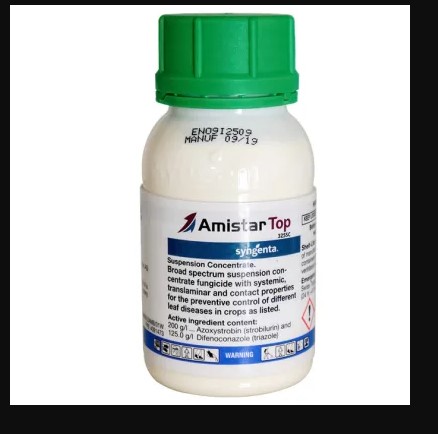 EN09I2509
MANUF 09/19
Amistar Top
325SC
syngenta.
Suspension Concentrate.
Broad spectrum suspension con-
centrate fungicide with systemic,
translaminar and contact properties
for the preventive control of different
leaf diseases in crops as listed.
Active ingredient content:
200 g/l... Azoxystrobin (strobilurin) and
125.0 g/l Difenoconazole (triazole)
WARNING